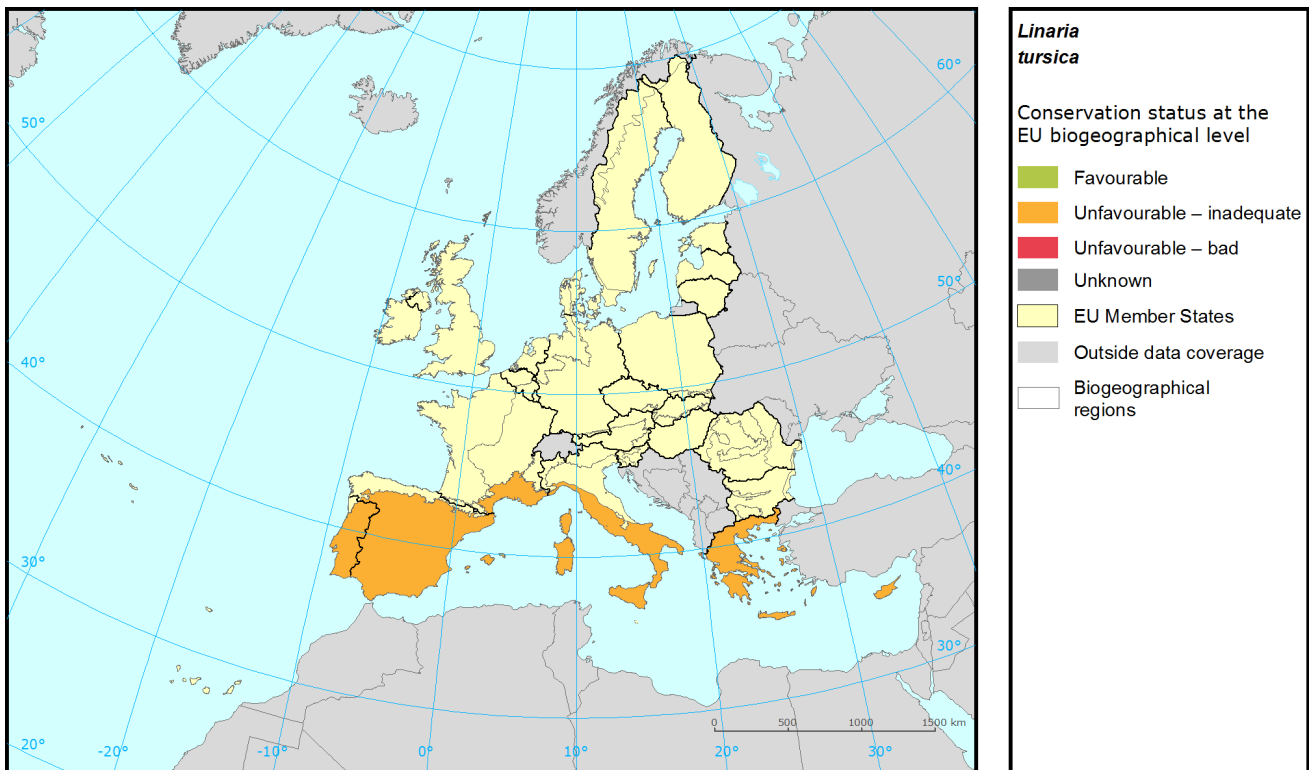 Linaria
tursica
Conservation status at the
EU biogeographical level
Favourable
Unfavourable – inadequate
Unfavourable – bad
Unknown
EU Member States
Outside data coverage
Biogeographical
regions
60°
50°
50°
40°
40°
30°
30°
0 500 1000 1500 km
20° -20° -10° 0° 10° 20° 30°